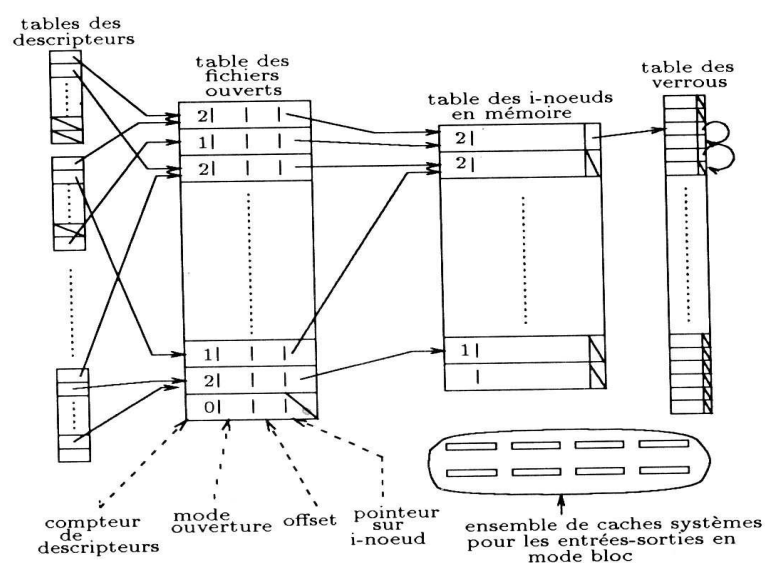 tables des
descripteurs
table des
fichiers
ouverts
table des i-noeuds
en mémoire
table des
verrous
2
1
2
2
2
1
2
0
1
compteur
de
descripteurs
mode
ouverture
offset
pointeur
sur
i-noeud
ensemble de caches systèmes
pour les entrées-sorties en
mode bloc